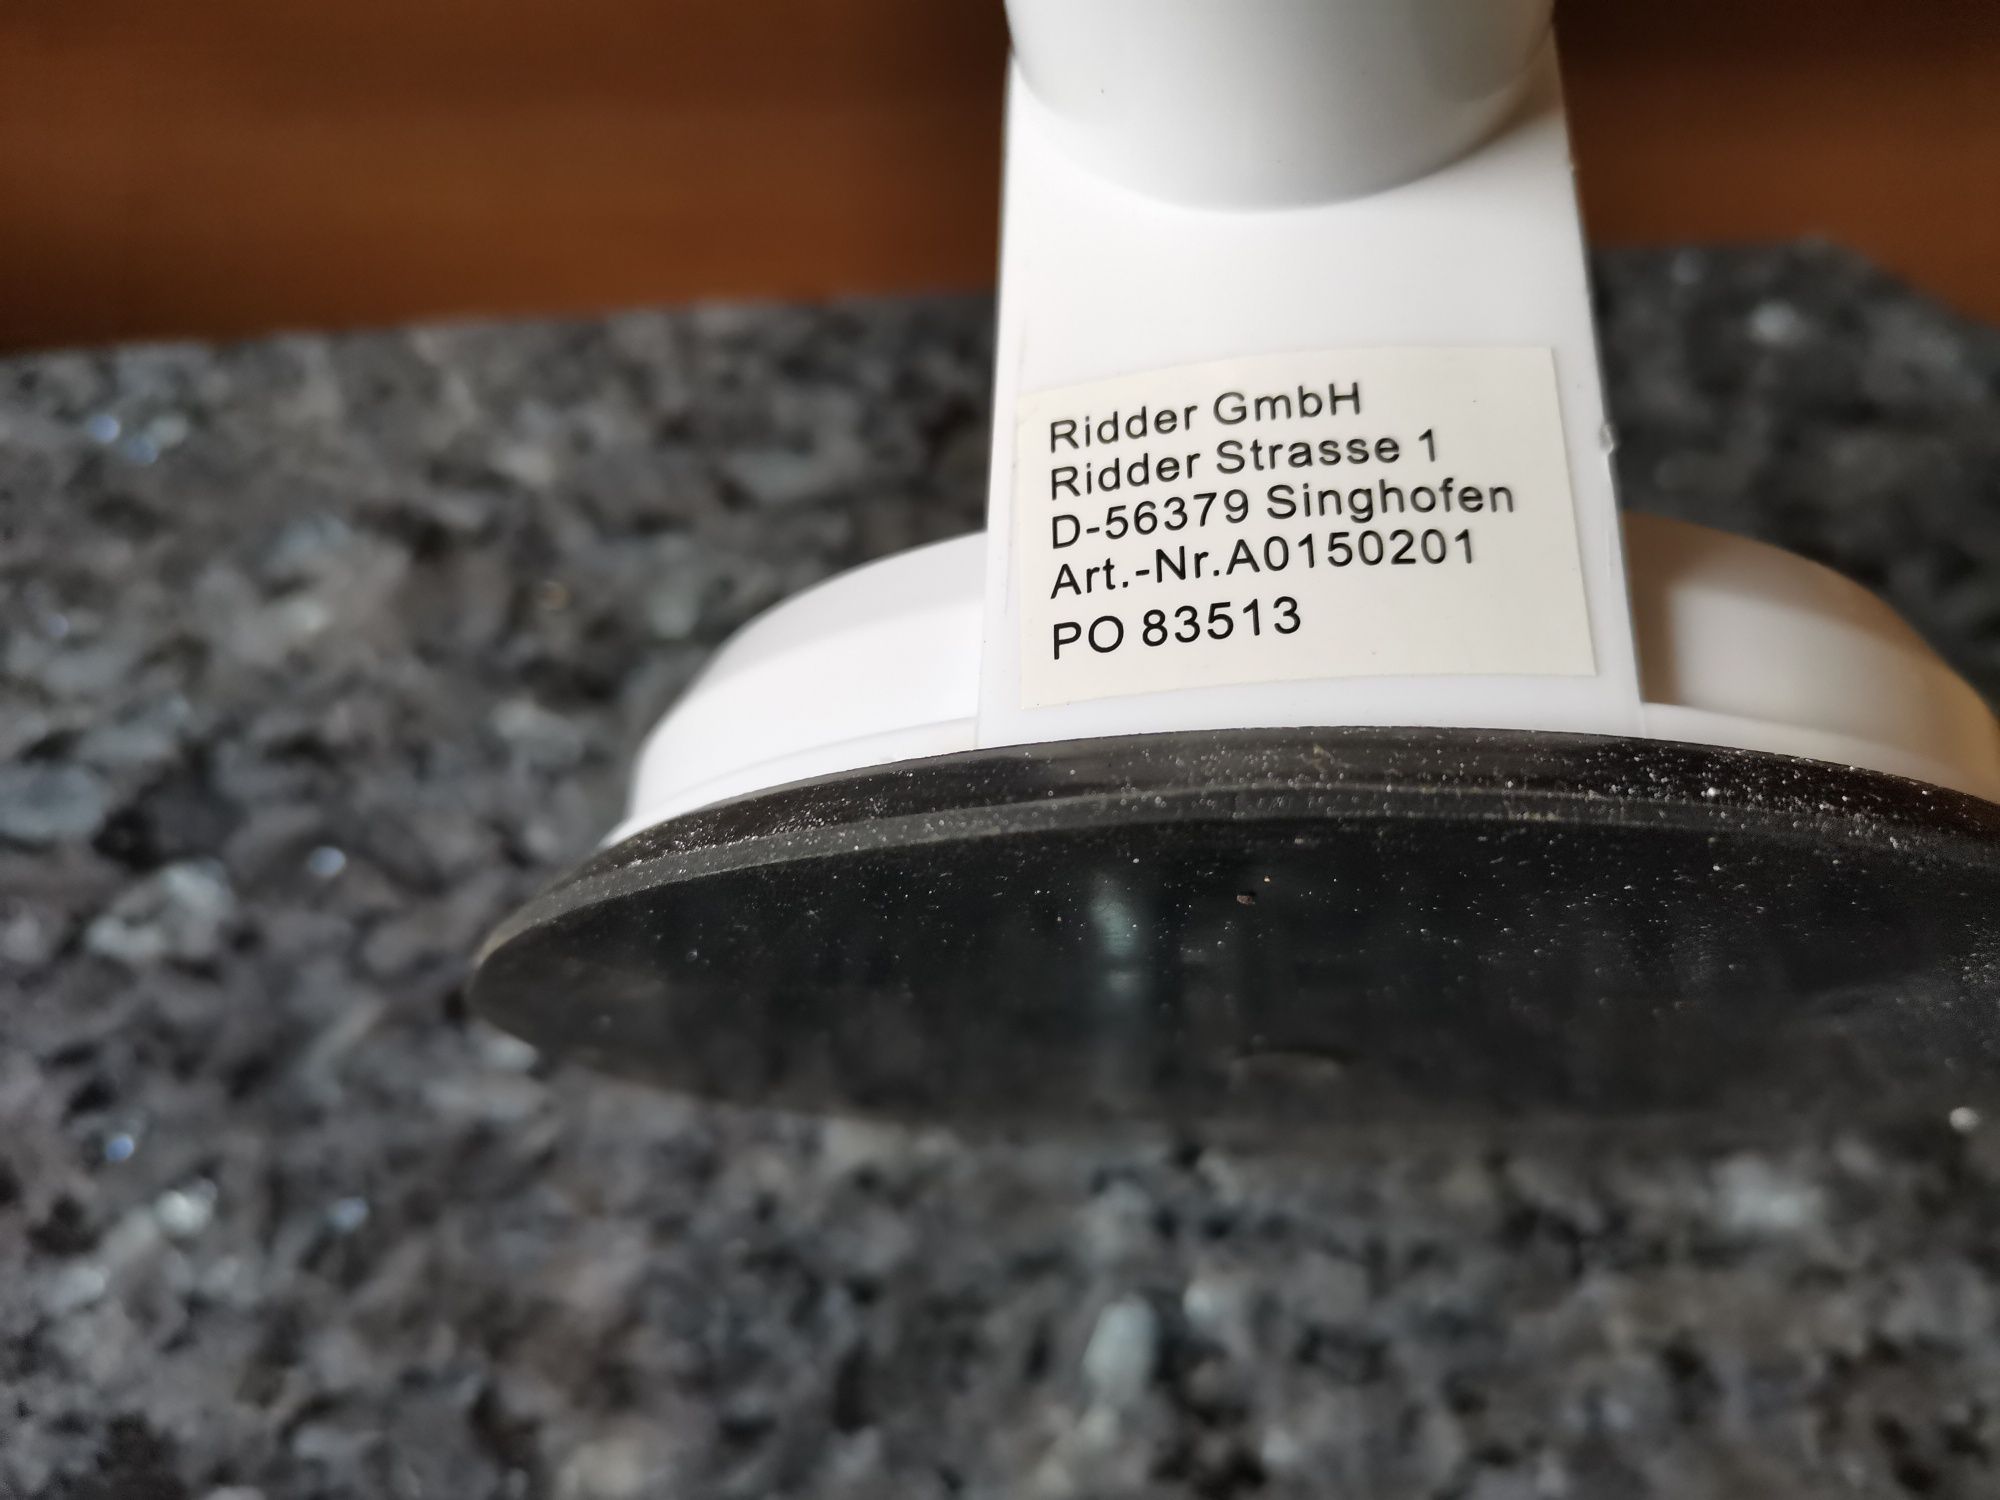 Ridder GmbH
Ridder Strasse 1
D-56379 Singhofen
Art.-Nr.A0150201
PO 83513